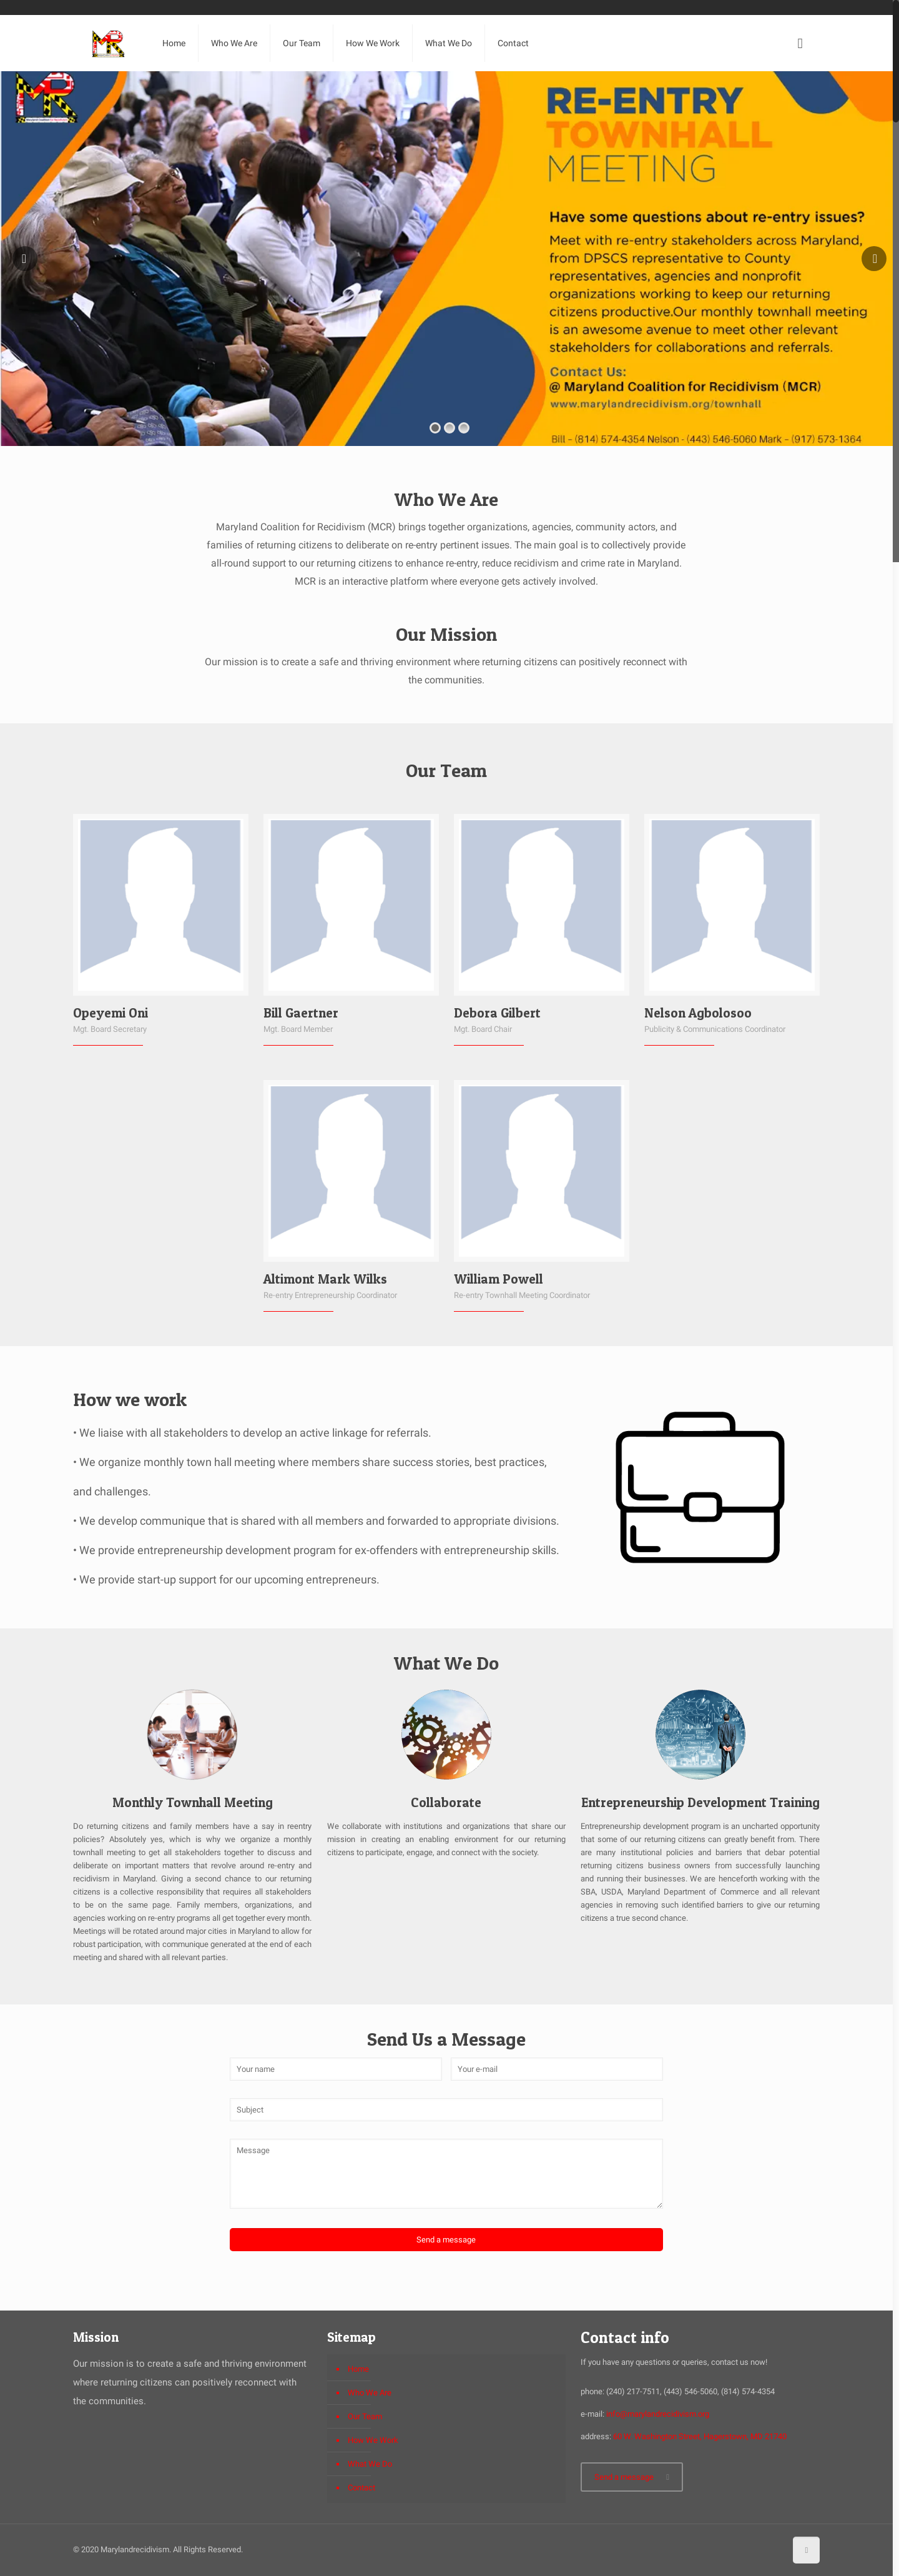 Home
Who We Are
Our Team
How We Work
What We Do
Contact
RE-ENTRY
TOWNHALL
MEETING
Have some questions about re-entry issues?
Meet with re-entry stakeholders across Maryland,
from DPSCS representative to County
representatives, agencies and nonprofit
organizations working to keep our returning
citizens productive.Our monthly townhall meeting
is an awesome avenue to meet other relevant
stakeholders for collaborations and referrals.
Contact Us:
@ Maryland Coalition for Recidivism (MCR)
www.marylandrecidivism.org/townhall
Bill - (814) 574-4354 Nelson - (443) 546-5060 Mark - (917) 573-1364
Who We Are
Maryland Coalition for Recidivism (MCR) brings together organizations, agencies, community actors, and
families of returning citizens to deliberate on re-entry pertinent issues. The main goal is to collectively provide
all-round support to our returning citizens to enhance re-entry, reduce recidivism and crime rate in Maryland.
MCR is an interactive platform where everyone gets actively involved.
Our Mission
Our mission is to create a safe and thriving environment where returning citizens can positively reconnect with
the communities.
Our Team
Opeyemi Oni
Mgt. Board Secretary
Bill Gaertner
Mgt. Board Member
Debora Gilbert
Mgt. Board Chair
Nelson Agbolosoo
Publicity & Communications Coordinator
Altimont Mark Wilks
Re-entry Entrepreneurship Coordinator
William Powell
Re-entry Townhall Meeting Coordinator
How we work
• We liaise with all stakeholders to develop an active linkage for referrals.
• We organize monthly town hall meeting where members share success stories, best practices,
and challenges.
• We develop communique that is shared with all members and forwarded to appropriate divisions.
• We provide entrepreneurship development program for ex-offenders with entrepreneurship skills.
• We provide start-up support for our upcoming entrepreneurs.
What We Do
Monthly Townhall Meeting
Do returning citizens and family members have a say in reentry
policies? Absolutely yes, which is why we organize a monthly
townhall meeting to get all stakeholders together to discuss and
deliberate on important matters that revolve around re-entry and
recidivism in Maryland. Giving a second chance to our returning
citizens is a collective responsibility that requires all stakeholders
to be on the same page. Family members, organizations, and
agencies working on re-entry programs all get together every month.
Meetings will be rotated around major cities in Maryland to allow for
robust participation, with communique generated at the end of each
meeting and shared with all relevant parties.
Collaborate
We collaborate with institutions and organizations that share our
mission in creating an enabling environment for our returning
citizens to participate, engage, and connect with the society.
Entrepreneurship Development Training
Entrepreneurship development program is an uncharted opportunity
that some of our returning citizens can greatly benefit from. There
are many institutional policies and barriers that debar potential
returning citizens business owners from successfully launching
and running their businesses. We are henceforth working with the
SBA, USDA, Maryland Department of Commerce and all relevant
agencies in removing such identified barriers to give our returning
citizens a true second chance.
Send Us a Message
Your name
Your e-mail
Subject
Message
Send a message
Mission
Our mission is to create a safe and thriving environment
where returning citizens can positively reconnect with
the communities.
Sitemap
Home
Who We Are
Our Team
How We Work
What We Do
Contact
Contact info
If you have any questions or queries, contact us now!
phone: (240) 217-7511, (443) 546-5060, (814) 574-4354
e-mail:
address:
© 2020 Marylandrecidivism. All Rights Reserved.